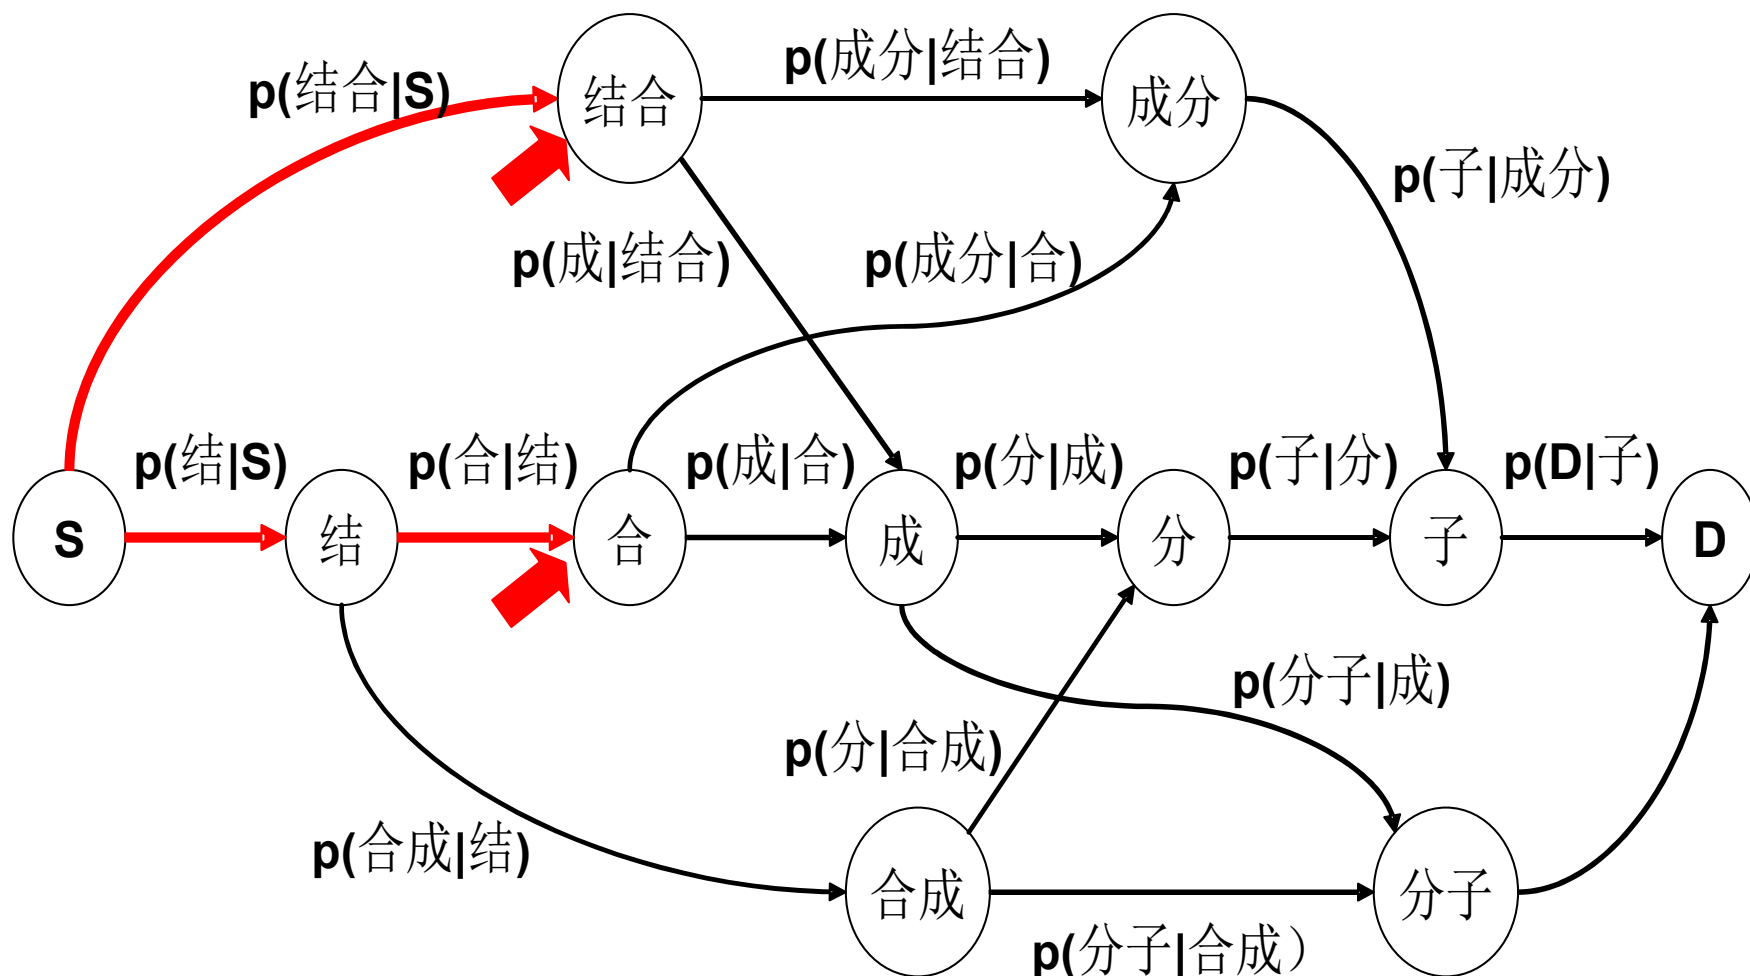 p(成分|结合)
p(结合|S)
结合
成分
p(子|成分)
p(成|结合)
p(成分|合)
p(结|S)
p(合|结)
p(成|合)
p(分|成)
p(子|分)
p(D|子)
S
结
合
成
分
子
D
p(分子|成)
p(分|合成)
p(合成|结)
合成
分子
p(分子|合成）